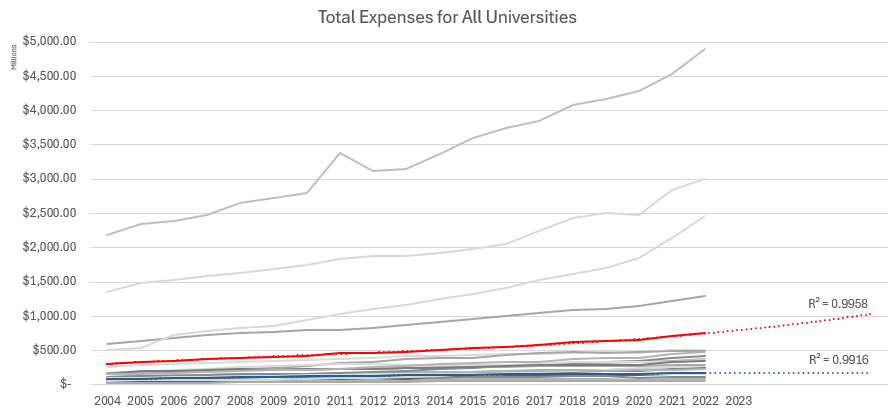 Total Expenses for All Universities
Millions
$5,000.00
$4,500.00
$4,000.00
$3,500.00
$3,000.00
$2,500.00
$2,000.00
$1,500.00
$1,000.00
$500.00
$-
R² = 0.9958
R² = 0.9916
2004 2005 2006 2007 2008 2009 2010 2011 2012 2013 2004 2015 2016 2017 2018 2019 2020 2021 2022 2023